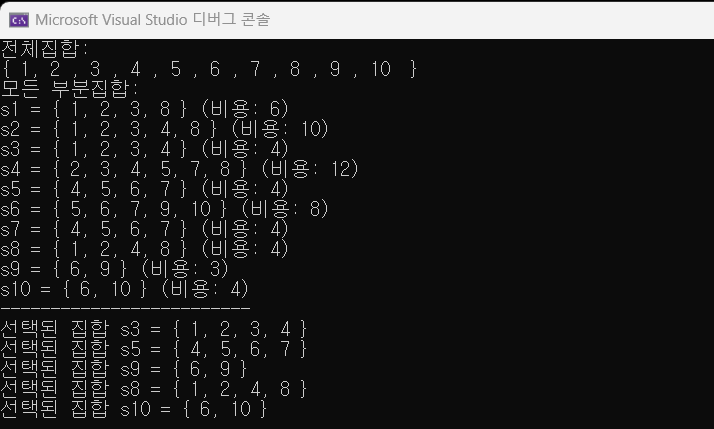 Microsoft Visual Studio 디버그 콘솔
전체집합:
{ 1, 2 , 3 , 4 , 5 , 6 , 7 , 8 , 9 , 10  }
모든 부분집합:
s1 = { 1, 2, 3, 8 } (비용: 6)
s2 = { 1, 2, 3, 4, 8 } (비용: 10)
s3 = { 1, 2, 3, 4 } (비용: 4)
s4 = { 2, 3, 4, 5, 7, 8 } (비용: 12)
s5 = { 4, 5, 6, 7 } (비용: 4)
s6 = { 5, 6, 7, 9, 10 } (비용: 8)
s7 = { 4, 5, 6, 7 } (비용: 4)
s8 = { 1, 2, 4, 8 } (비용: 4)
s9 = { 6, 9 } (비용: 3)
s10 = { 6, 10 } (비용: 4)
-------------------------
선택된 집합 s3 = { 1, 2, 3, 4 }
선택된 집합 s5 = { 4, 5, 6, 7 }
선택된 집합 s9 = { 6, 9 }
선택된 집합 s8 = { 1, 2, 4, 8 }
선택된 집합 s10 = { 6, 10 }